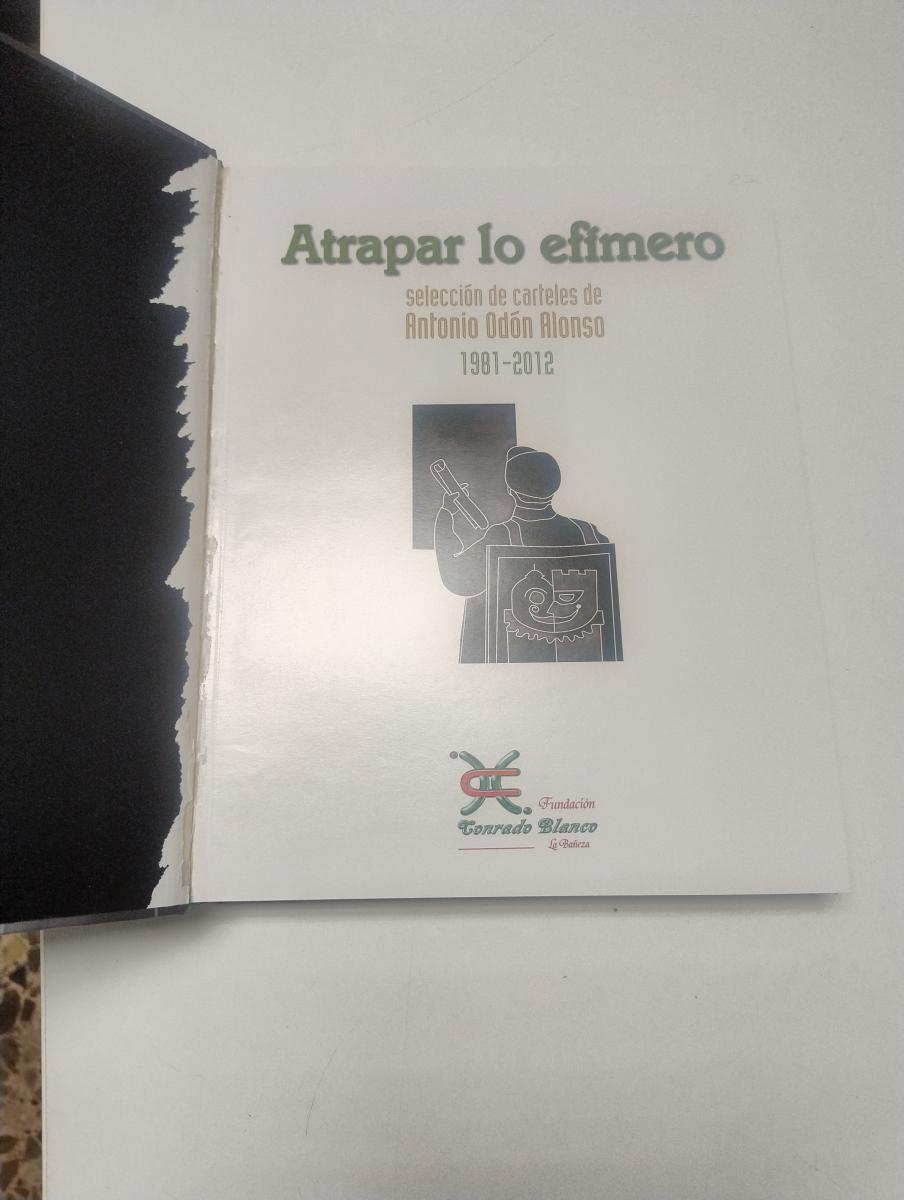 Atrapar lo efímero
selección de carteles de
Antonio Odón Alonso
1981-2012
Fundación
Conrado Blanco
La Bañeza